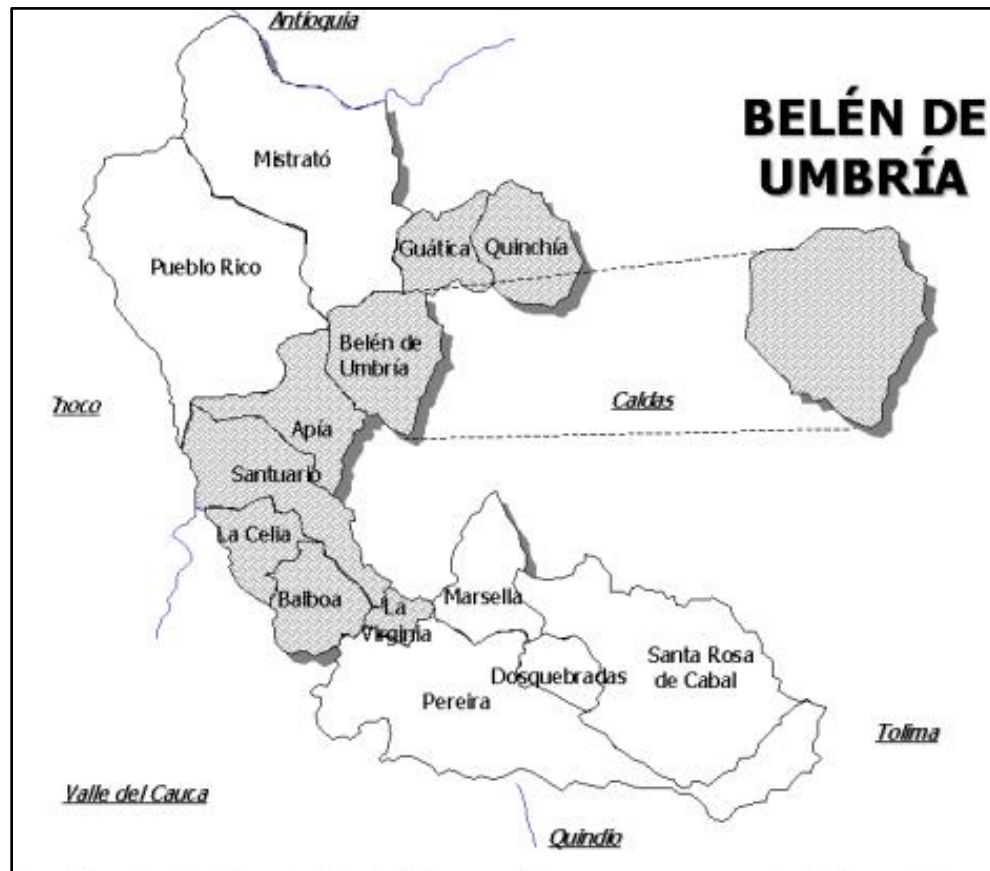 Antioquia
BELÉN DE
UMBRÍA
Mistrató
Guática
Quinchía
Pueblo Rico
Belén de
Umbría
Caldas
Apía
Santuario
La Celia
Balboa
La
Virginia
Marsella
Santa Rosa
de Cabal
Dosquebradas
Pereira
Tolima
Valle del Cauca
Quindío